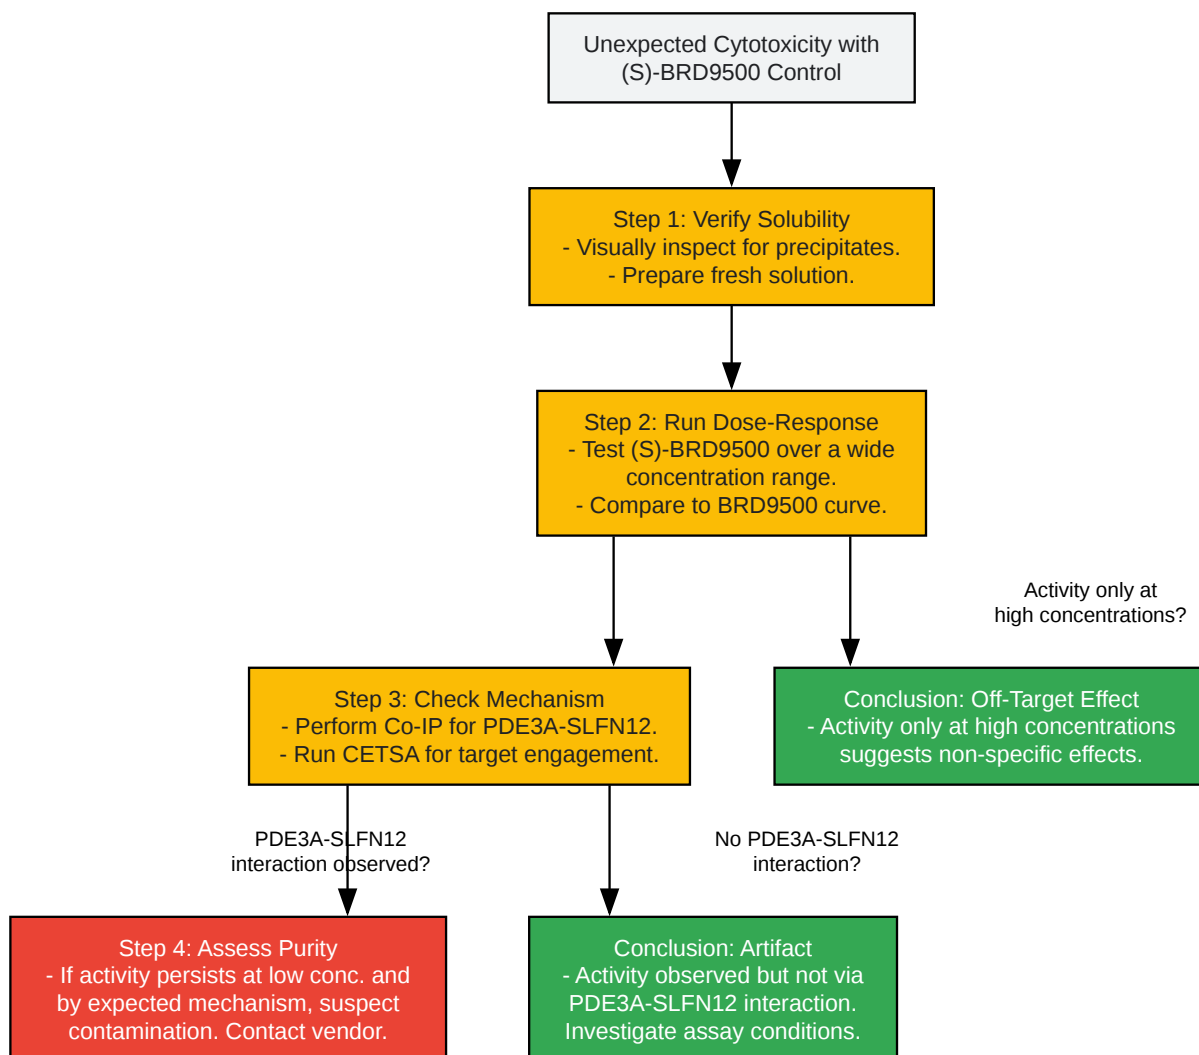 Unexpected Cytotoxicity with
(S)-BRD9500 Control
Step 1: Verify Solubility
- Visually inspect for precipitates.
- Prepare fresh solution.
Step 2: Run Dose-Response
- Test (S)-BRD9500 over a wide
concentration range.
- Compare to BRD9500 curve.
Activity only at
high concentrations?
Step 3: Check Mechanism
- Perform Co-IP for PDE3A-SLFN12.
- Run CETSA for target engagement.
Conclusion: Off-Target Effect
- Activity only at high concentrations
suggests non-specific effects.
PDE3A-SLFN12
interaction observed?
No PDE3A-SLFN12
interaction?
Step 4: Assess Purity
- If activity persists at low conc. and
by expected mechanism, suspect
contamination. Contact vendor.
Conclusion: Artifact
- Activity observed but not via
PDE3A-SLFN12 interaction.
Investigate assay conditions.